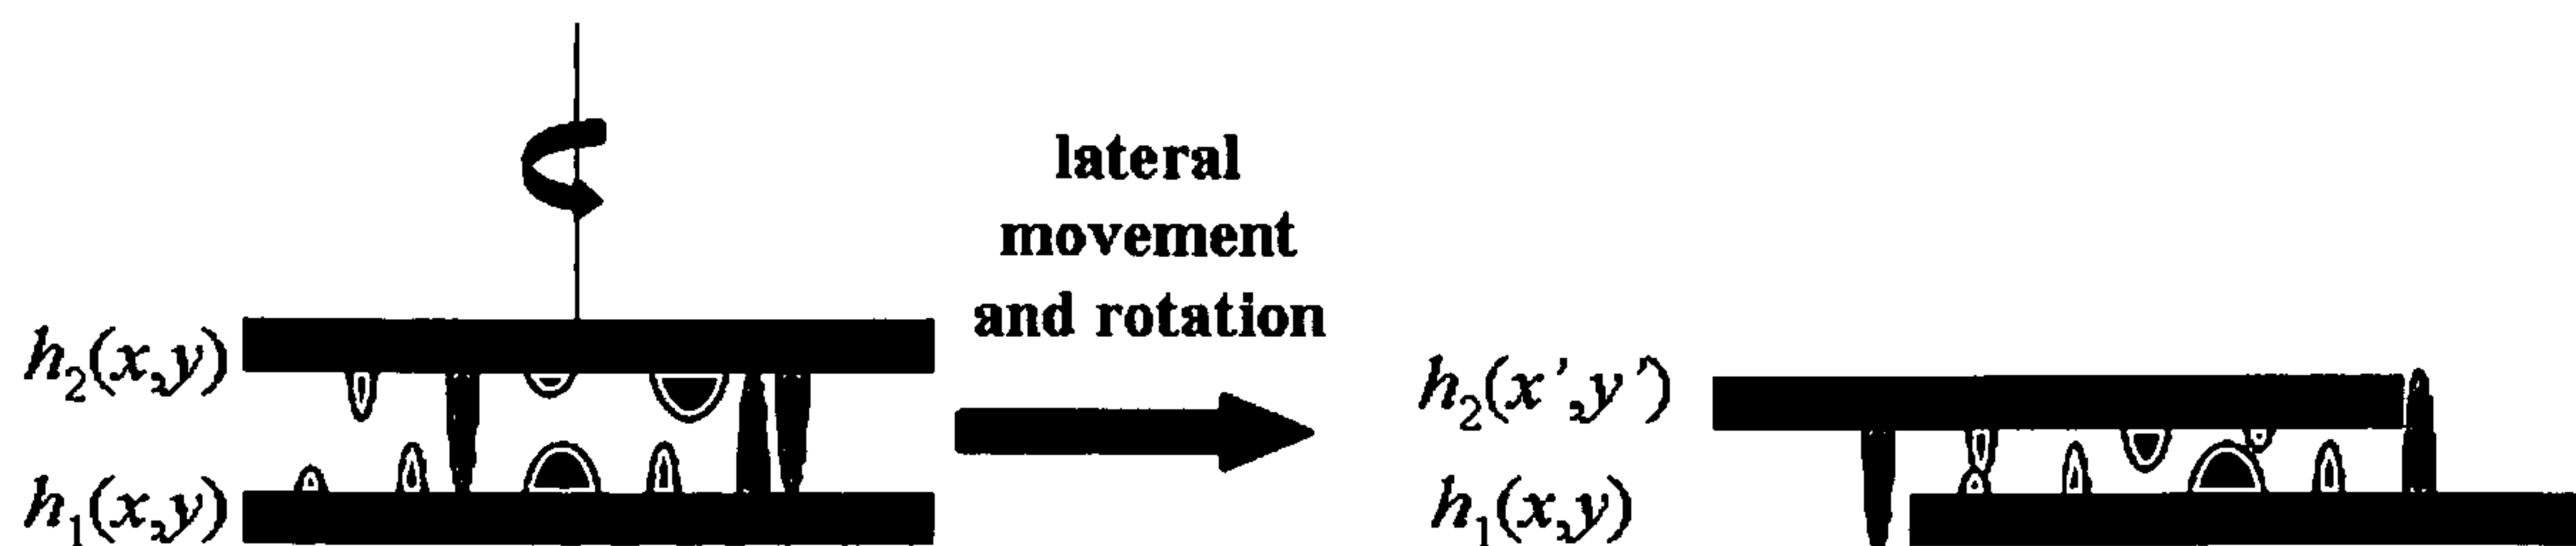 lateral
movement
and rotation
h₂(x,y)
h₁(x,y)
h₂(x’,y’)
h₁(x,y)